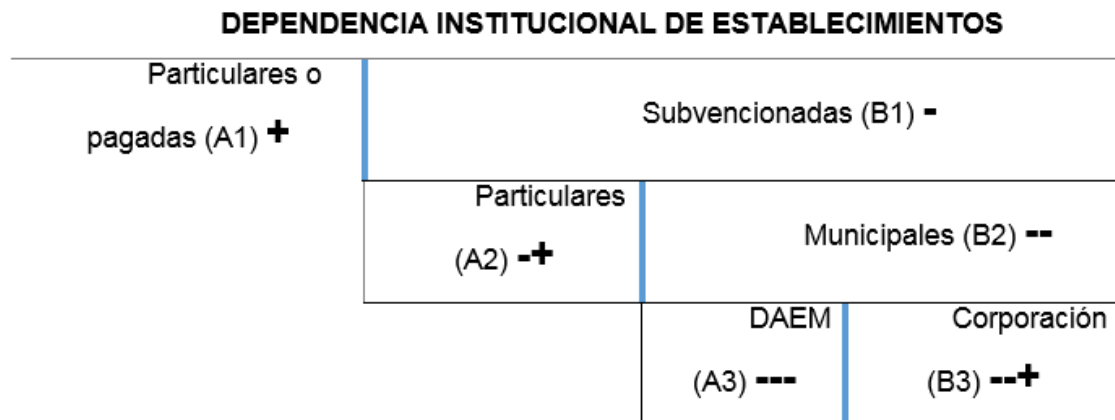 DEPENDENCIA INSTITUCIONAL DE ESTABLECIMIENTOS
Particulares o
pagadas (A1) +
Subvencionadas (B1) -
Particulares
(A2) -+
Municipales (B2) --
DAEM
(A3) ---
Corporación
(B3) --+